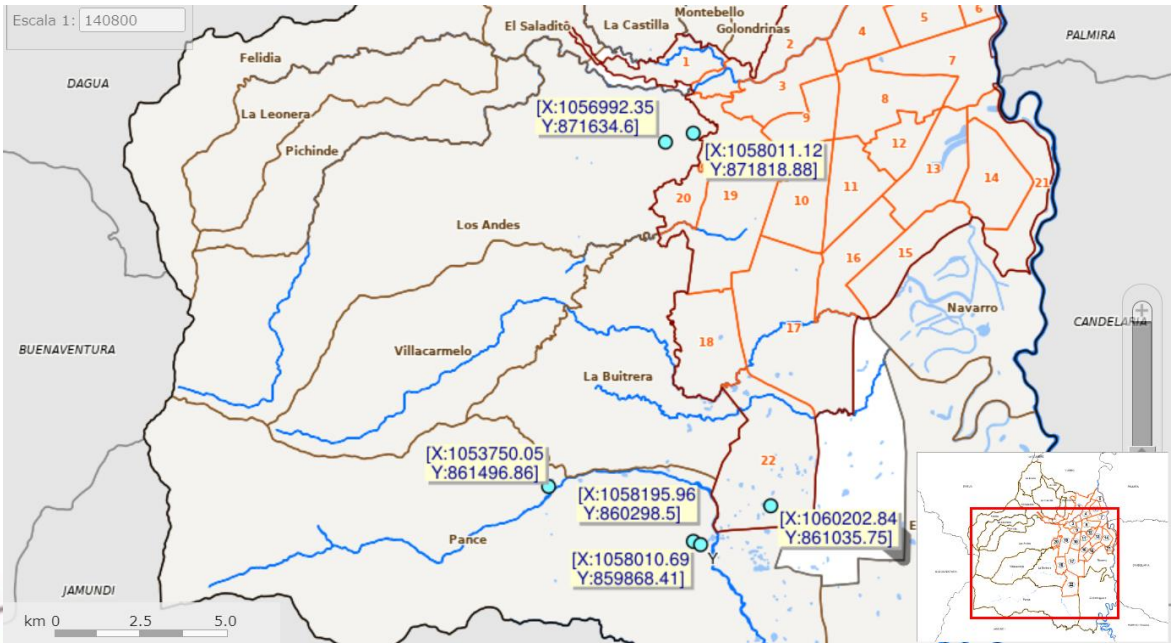 Escala 1: 140800
Montebello
El Saladito
La Castilla
Golondrinas
5
6
4
2
PALMIRA
Felidia
7
1
DAGUA
3
8
La Leonera
[X:1056992.35
Y:871634.6]
9
12
Pichinde
[X:1058011.12
Y:871818.88]
13
14
21
11
20
19
10
Los Andes
16
15
Navarro
BUENAVENTURA
Villacarmelo
18
17
CANDELARIA
La Buitrera
[X:1053750.05
Y:861496.86]
22
[X:1058195.96
Y:860298.5]
[X:1060202.84
Y:861035.75]
E
Pance
[X:1058010.69
Y:859868.41]
Y
JAMUNDI
km 0 2.5 5.0